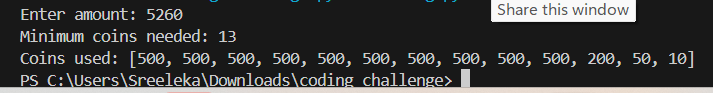 Share this window
Enter amount: 5260
Minimum coins needed: 13
Coins used: [500, 500, 500, 500, 500, 500, 500, 500, 500, 500, 200, 50, 10]
PS C:\Users\Sreeleka\Downloads\coding challenge>